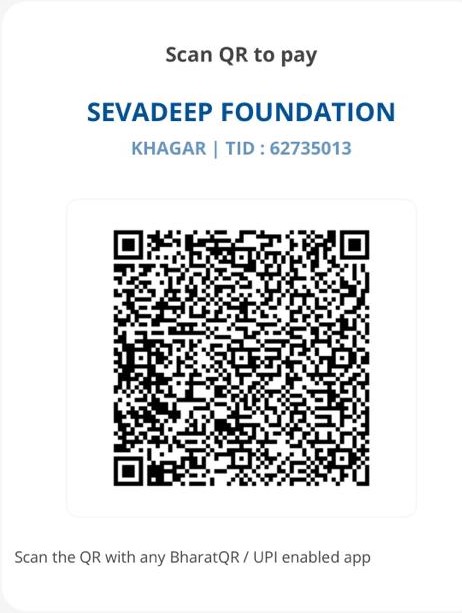 Scan QR to pay
SEVADEEP FOUNDATION
KHAGAR | TID : 62735013
Scan the QR with any BharatQR / UPI enabled app